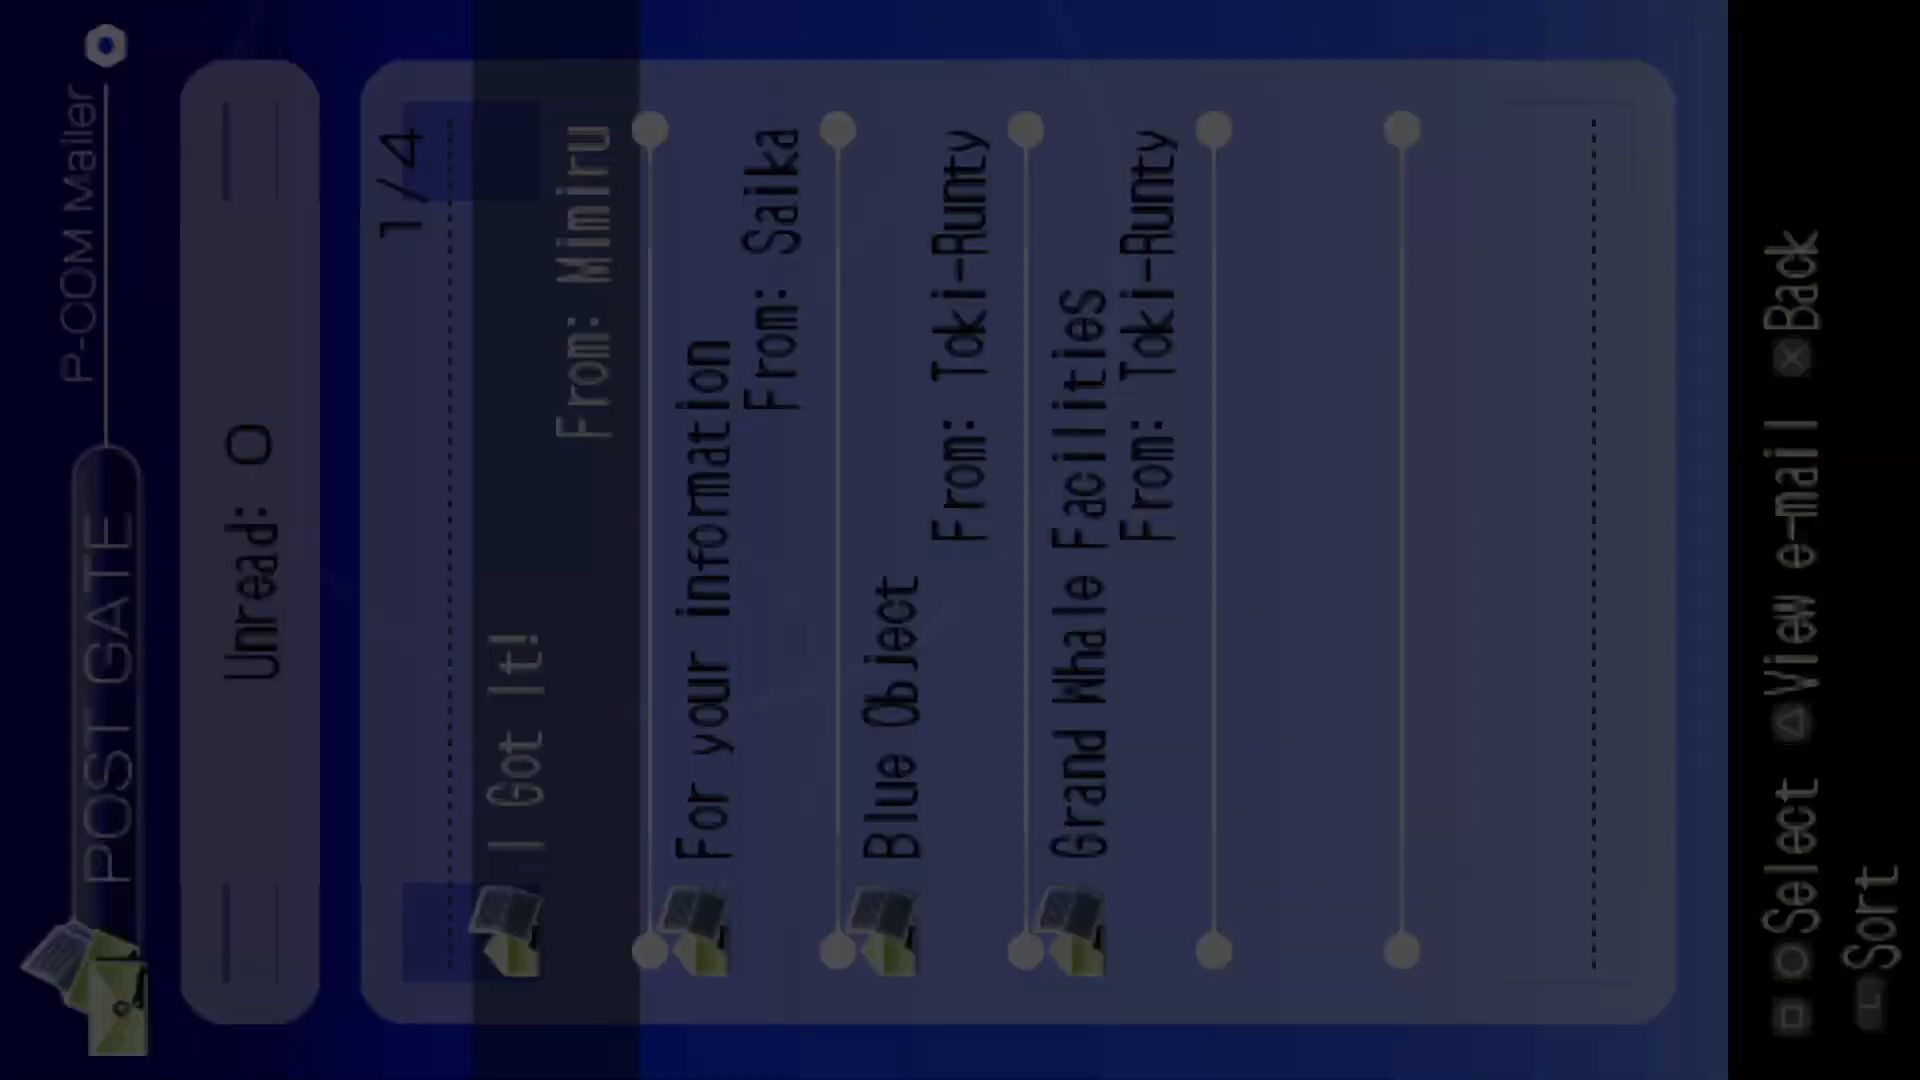 POST GATE
P-COM Mailer
Unread: 0
1/4
I Got It!
From: Mimiru
For your information
From: Saika
Blue Object
From: Toki-Runty
Grand Whale Facilities
From: Toki-Runty
Select View e-mail Back
L Sort